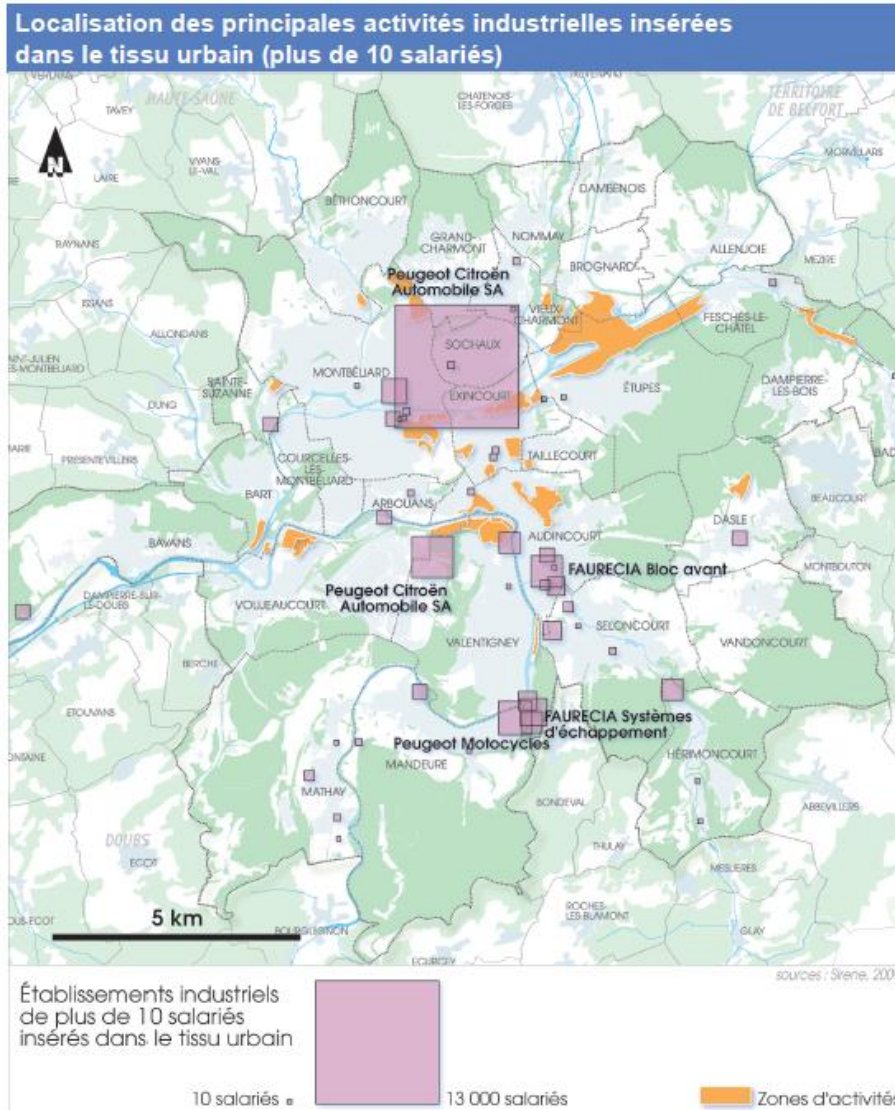 Localisation des principales activités industrielles insérées
dans le tissu urbain (plus de 10 salariés)
HAUTE-SAÔNE
TERRITOIRE
DE BELFORT
TAVEY
CHATENOIS-
LES-FORGES
MORVILLARS
VYANS-
LE-VAL
LAIRE
N
BÉTHONCOURT
DAMBENOIS
GRAND-
CHARMONT
NOMMAY
RAYNANS
BROGNARD
ALLENJOIE
MEZIRE
Peugeot Citroën
Automobile SA
ISSANS
VIEUX-
CHARMONT
FESCHES-LE-
CHÂTEL
ALLONDANS
SOCHAUX
MONTBÉLIARD
SAINTE-
SUZANNE
EXINCOURT
ÉTUPES
DAMPIERRE-
LES-BOIS
DUNG
PRÉSENTEVILLERS
COURCELLES-
LES-
MONTBÉLIARD
TAILLECOURT
BART
ARBOUANS
BEAUCOURT
DASLE
BAVANS
AUDINCOURT
FAURECIA Bloc avant
MONTBOUTON
DAMPIERRE-SUR-
LE-DOUBS
Peugeot Citroën
Automobile SA
VOUJEAUCOURT
SELONCOURT
VALENTIGNEY
VANDONCOURT
BERCHE
ETOUVANS
FAURECIA Systèmes
d'échappement
Peugeot Motocycles
MANDEURE
HÉRIMONCOURT
MATHAY
BONDEVAL
ABBEVILLERS
DOUBS
ECOT
THULAY
MESLIERES
ROCHES-
LES-BLAMONT
5 km
BOURGUIGNON
GLAY
ECURCEY
sources : Sirene, 200
Établissements industriels
de plus de 10 salariés
insérés dans le tissu urbain
10 salariés
13 000 salariés
Zones d'activité